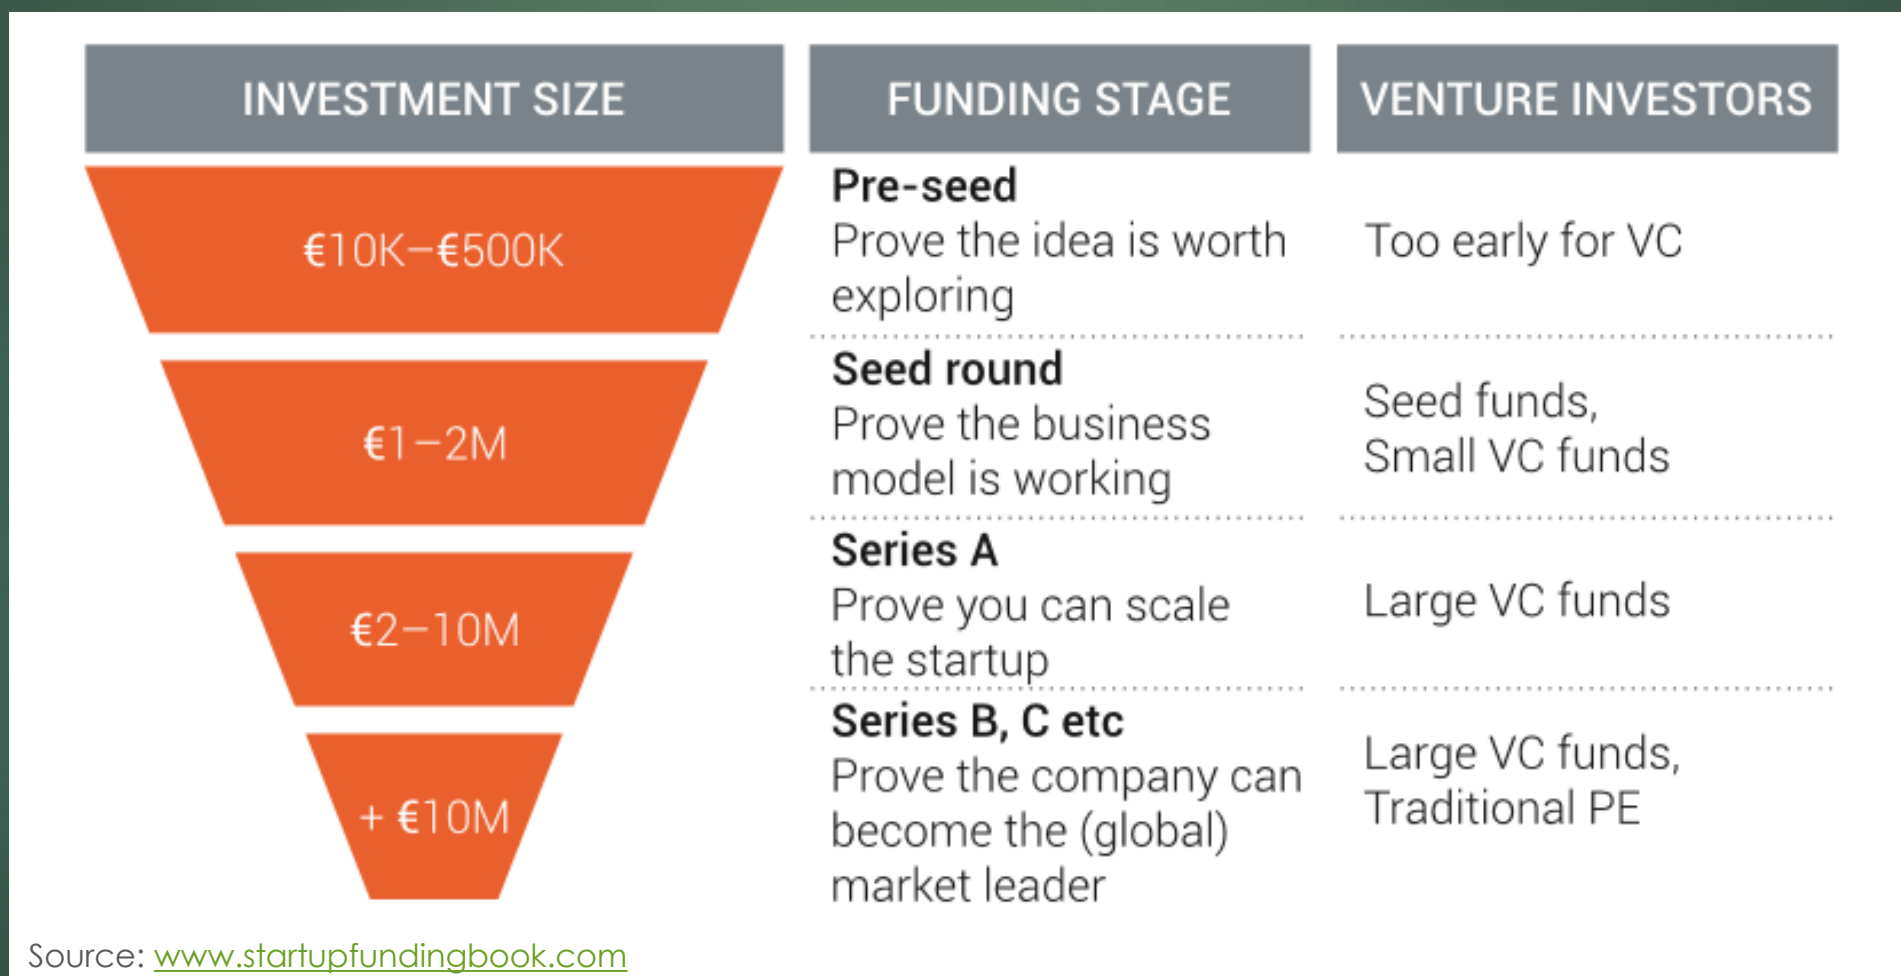 INVESTMENT SIZE
FUNDING STAGE
VENTURE INVESTORS
€10K–€500K
Pre-seed
Prove the idea is worth
exploring
Too early for VC
€1–2M
Seed round
Prove the business
model is working
Seed funds,
Small VC funds
€2–10M
Series A
Prove you can scale
the startup
Large VC funds
+ €10M
Series B, C etc
Prove the company can
become the (global)
market leader
Large VC funds,
Traditional PE
Source: www.startupfundingbook.com